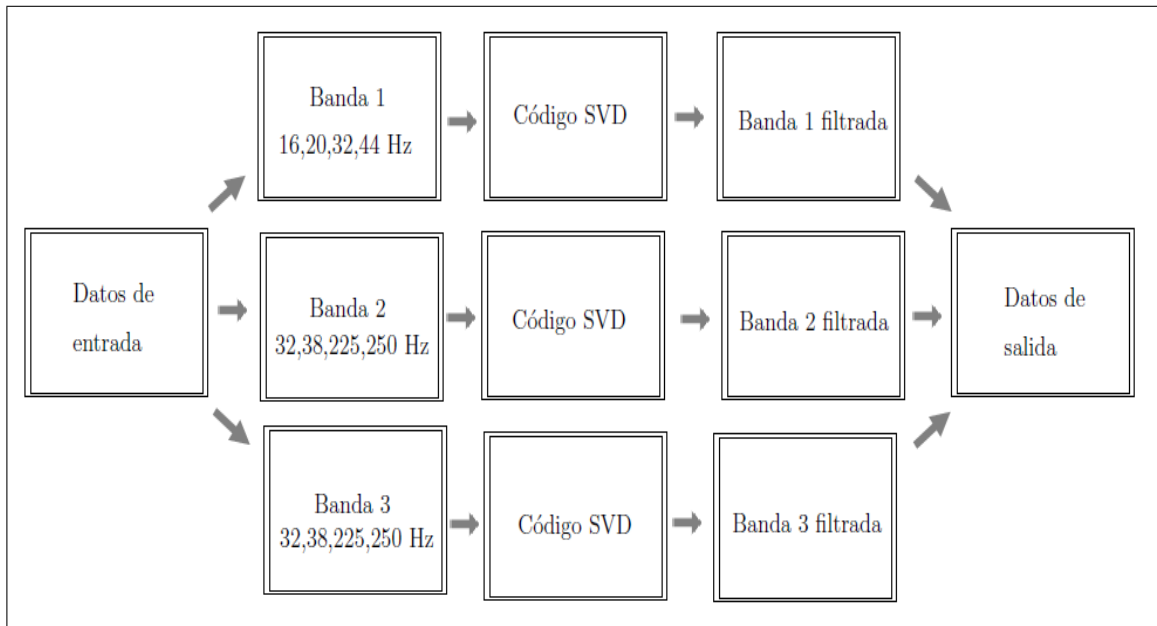 Banda 1
16,20,32,44 Hz
Código SVD
Banda 1 filtrada
Datos de
entrada
Banda 2
32,38,225,250 Hz
Código SVD
Banda 2 filtrada
Datos de
salida
Banda 3
32,38,225,250 Hz
Código SVD
Banda 3 filtrada